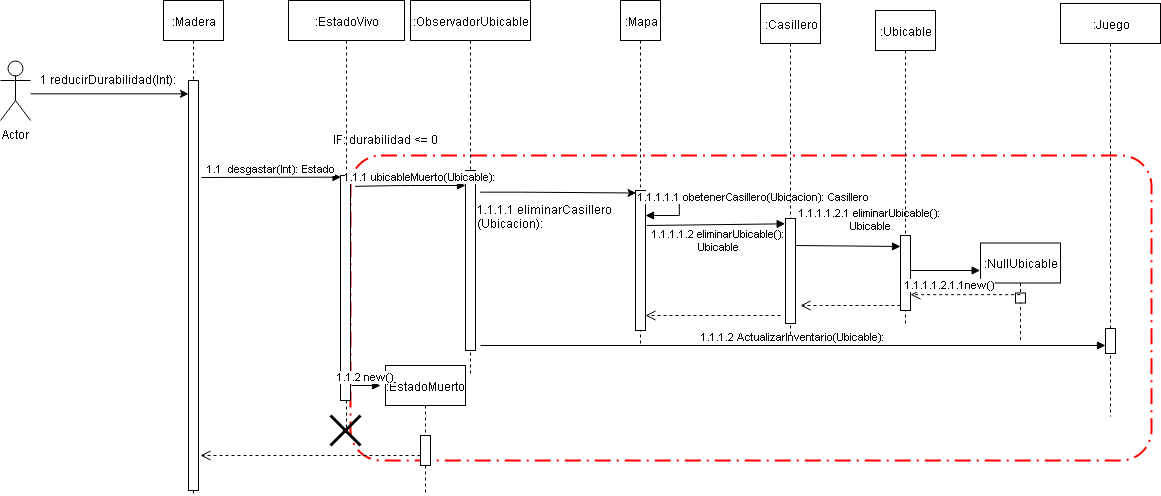 :Madera
:EstadoVivo
:ObservadorUbicable
:Mapa
:Casillero
:Ubicable
:Juego
1 reducirDurabilidad(Int):
Actor
IF: durabilidad <= 0
1.1 desgastar(Int): Estado
1.1.1 ubicableMuerto(Ubicable):
1.1.1.1 eliminarCasillero
(Ubicacion):
1.1.1.1.1 obetenerCasillero(Ubicacion): Casillero
1.1.1.1.2 eliminarUbicable():
Ubicable
1.1.1.1.2.1 eliminarUbicable():
Ubicable
:NullUbicable
1.1.1.1.2.1.1new()
1.1.1.2 ActualizarInventario(Ubicable):
1.1.2 new()
:EstadoMuerto